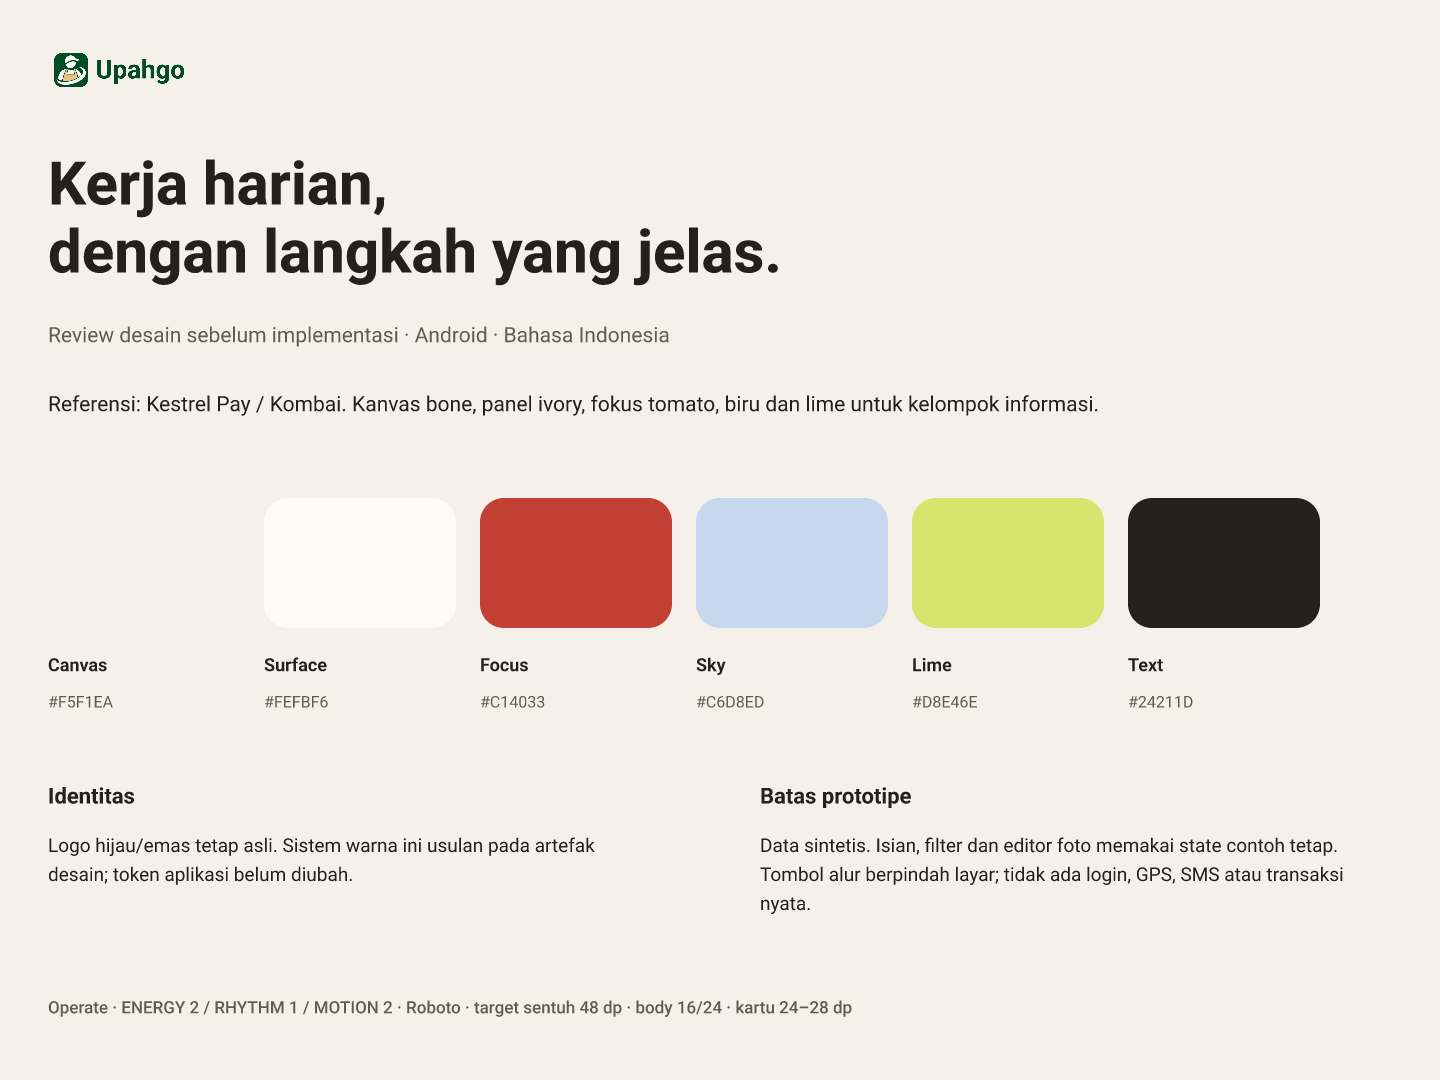 Upahgo
Kerja harian,
dengan langkah yang jelas.
Review desain sebelum implementasi · Android · Bahasa Indonesia
Referensi: Kestrel Pay / Kombai. Kanvas bone, panel ivory, fokus tomato, biru dan lime untuk kelompok informasi.
Canvas
#F5F1EA
Surface
#FEFBF6
Focus
#C14033
Sky
#C6D8ED
Lime
#D8E46E
Text
#24211D
Identitas
Logo hijau/emas tetap asli. Sistem warna ini usulan pada artefak
desain; token aplikasi belum diubah.
Batas prototipe
Data sintetis. Isian, filter dan editor foto memakai state contoh tetap.
Tombol alur berpindah layar; tidak ada login, GPS, SMS atau transaksi
nyata.
Operate · ENERGY 2 / RHYTHM 1 / MOTION 2 · Roboto · target sentuh 48 dp · body 16/24 · kartu 24–28 dp